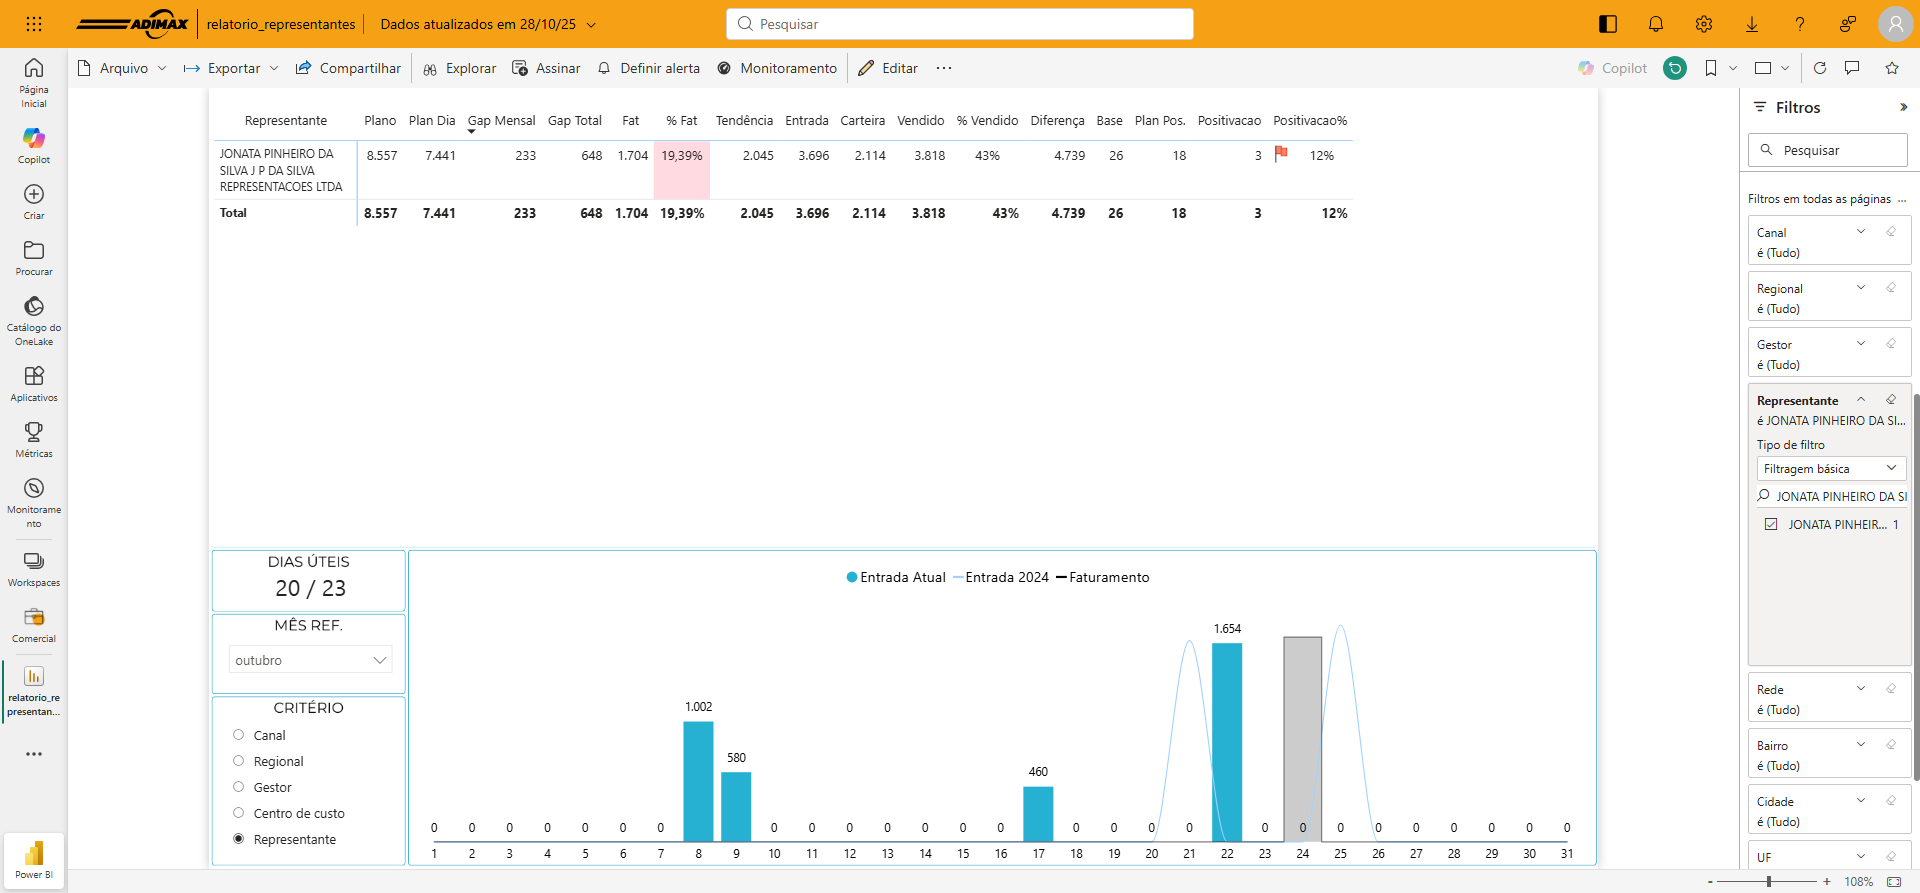 ADIMAX
relatorio_representantes
Dados atualizados em 28/10/25
Pesquisar
Arquivo
Exportar
Compartilhar
Explorar
Assinar
Definir alerta
Monitoramento
Editar
Copilot
Página
Inicial
Copilot
Criar
Procurar
Catálogo do
OneLake
Aplicativos
Métricas
Monitorame
nto
Workspaces
Comercial
relatorio_re
presentan...
Power BI
Representante Plano Plan Dia Gap Mensal Gap Total Fat % Fat Tendência Entrada Carteira Vendido % Vendido Diferença Base Plan Pos. Positivacao Positivacao%
JONATA PINHEIRO DA 8.557 7.441 233 648 1.704 19,39% 2.045 3.696 2.114 3.818 43% 4.739 26 18 3 12%
SILVA J P DA SILVA
REPRESENTACOES LTDA
Total 8.557 7.441 233 648 1.704 19,39% 2.045 3.696 2.114 3.818 43% 4.739 26 18 3 12%
DIAS ÚTEIS
20 / 23
MÊS REF.
outubro
CRITÉRIO
Canal
Regional
Gestor
Centro de custo
Representante
Entrada Atual Entrada 2024 Faturamento
1.654
1.002
580
460
0 0 0 0 0 0 0 0 0 0 0 0 0 0 0 0 0 0 0 0 0 0 0 0 0 0 0
1 2 3 4 5 6 7 8 9 10 11 12 13 14 15 16 17 18 19 20 21 22 23 24 25 26 27 28 29 30 31
Filtros
Pesquisar
Filtros em todas as páginas ...
Canal
é (Tudo)
Regional
é (Tudo)
Gestor
é (Tudo)
Representante
é JONATA PINHEIRO DA SI...
Tipo de filtro
Filtragem básica
JONATA PINHEIRO DA SI
JONATA PINHEIR... 1
Rede
é (Tudo)
Bairro
é (Tudo)
Cidade
é (Tudo)
UF
- + 108%